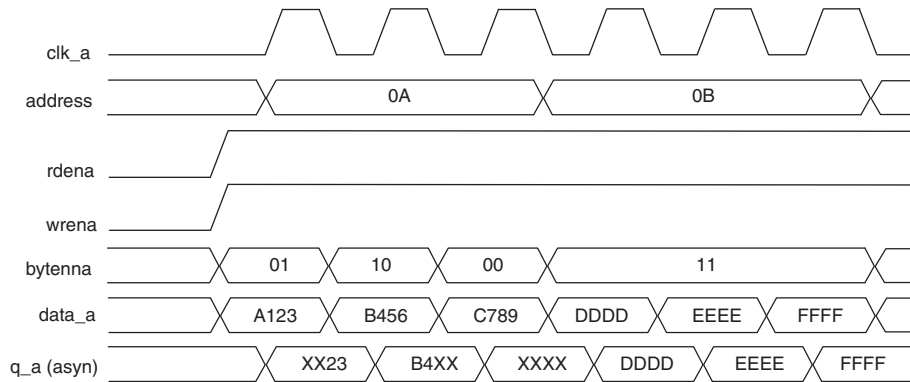 clk_a
address 0A 0B
rdena
wrena
bytenna 01 10 00 11
data_a A123 B456 C789 DDDD EEEE FFFF
q_a (asyn) XX23 B4XX XXXX DDDD EEEE FFFF